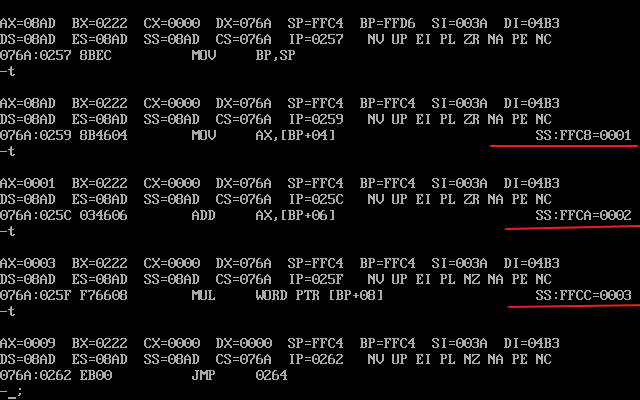 AX=08AD  BX=0222  CX=0000  DX=076A  SP=FFC4  BP=FFD6  SI=003A  DI=04B3
DS=08AD  ES=08AD  SS=08AD  CS=076A  IP=0257   NV UP EI PL ZR NA PE NC
076A:0257 8BEC          MOV     BP,SP
-t
AX=08AD  BX=0222  CX=0000  DX=076A  SP=FFC4  BP=FFC4  SI=003A  DI=04B3
DS=08AD  ES=08AD  SS=08AD  CS=076A  IP=0259   NV UP EI PL ZR NA PE NC
076A:0259 8B4604        MOV     AX,[BP+04]                         SS:FFC8=0001
-t
AX=0001  BX=0222  CX=0000  DX=076A  SP=FFC4  BP=FFC4  SI=003A  DI=04B3
DS=08AD  ES=08AD  SS=08AD  CS=076A  IP=025C   NV UP EI PL ZR NA PE NC
076A:025C 034606        ADD     AX,[BP+06]                         SS:FFCA=0002
-t
AX=0003  BX=0222  CX=0000  DX=076A  SP=FFC4  BP=FFC4  SI=003A  DI=04B3
DS=08AD  ES=08AD  SS=08AD  CS=076A  IP=025F   NV UP EI PL NZ NA PE NC
076A:025F F76608        MUL     WORD PTR [BP+08]                   SS:FFCC=0003
-t
AX=0009  BX=0222  CX=0000  DX=0000  SP=FFC4  BP=FFC4  SI=003A  DI=04B3
DS=08AD  ES=08AD  SS=08AD  CS=076A  IP=0262   NV UP EI PL NZ NA PE NC
076A:0262 EB00          JMP     0264
-_;